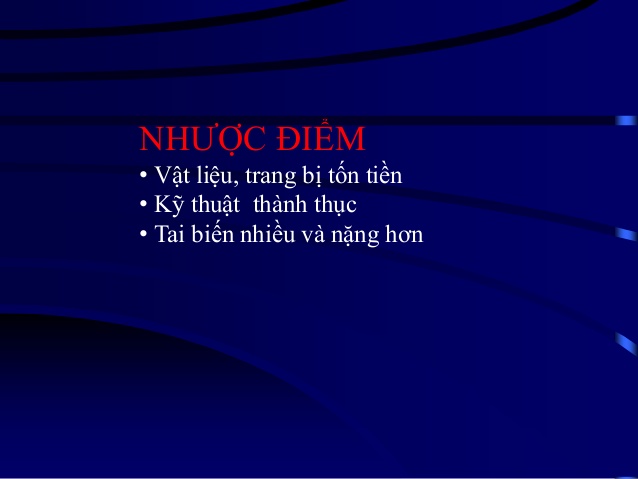 NHƯỢC ĐIỂM
• Vật liệu, trang bị tốn tiền
• Kỹ thuật thành thục
• Tai biến nhiều và nặng hơn